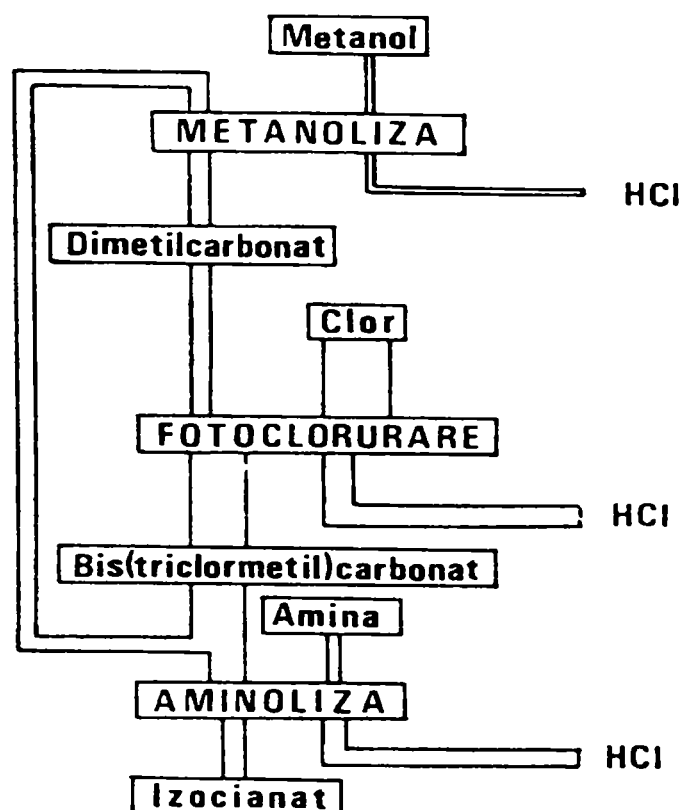 Metanol
METANOLIZA
HCl
Dimetilcarbonat
Clor
FOTOCLORURARE
HCl
Bis(triclormetil)carbonat
Amina
AMINOLIZA
HCl
Izocianat